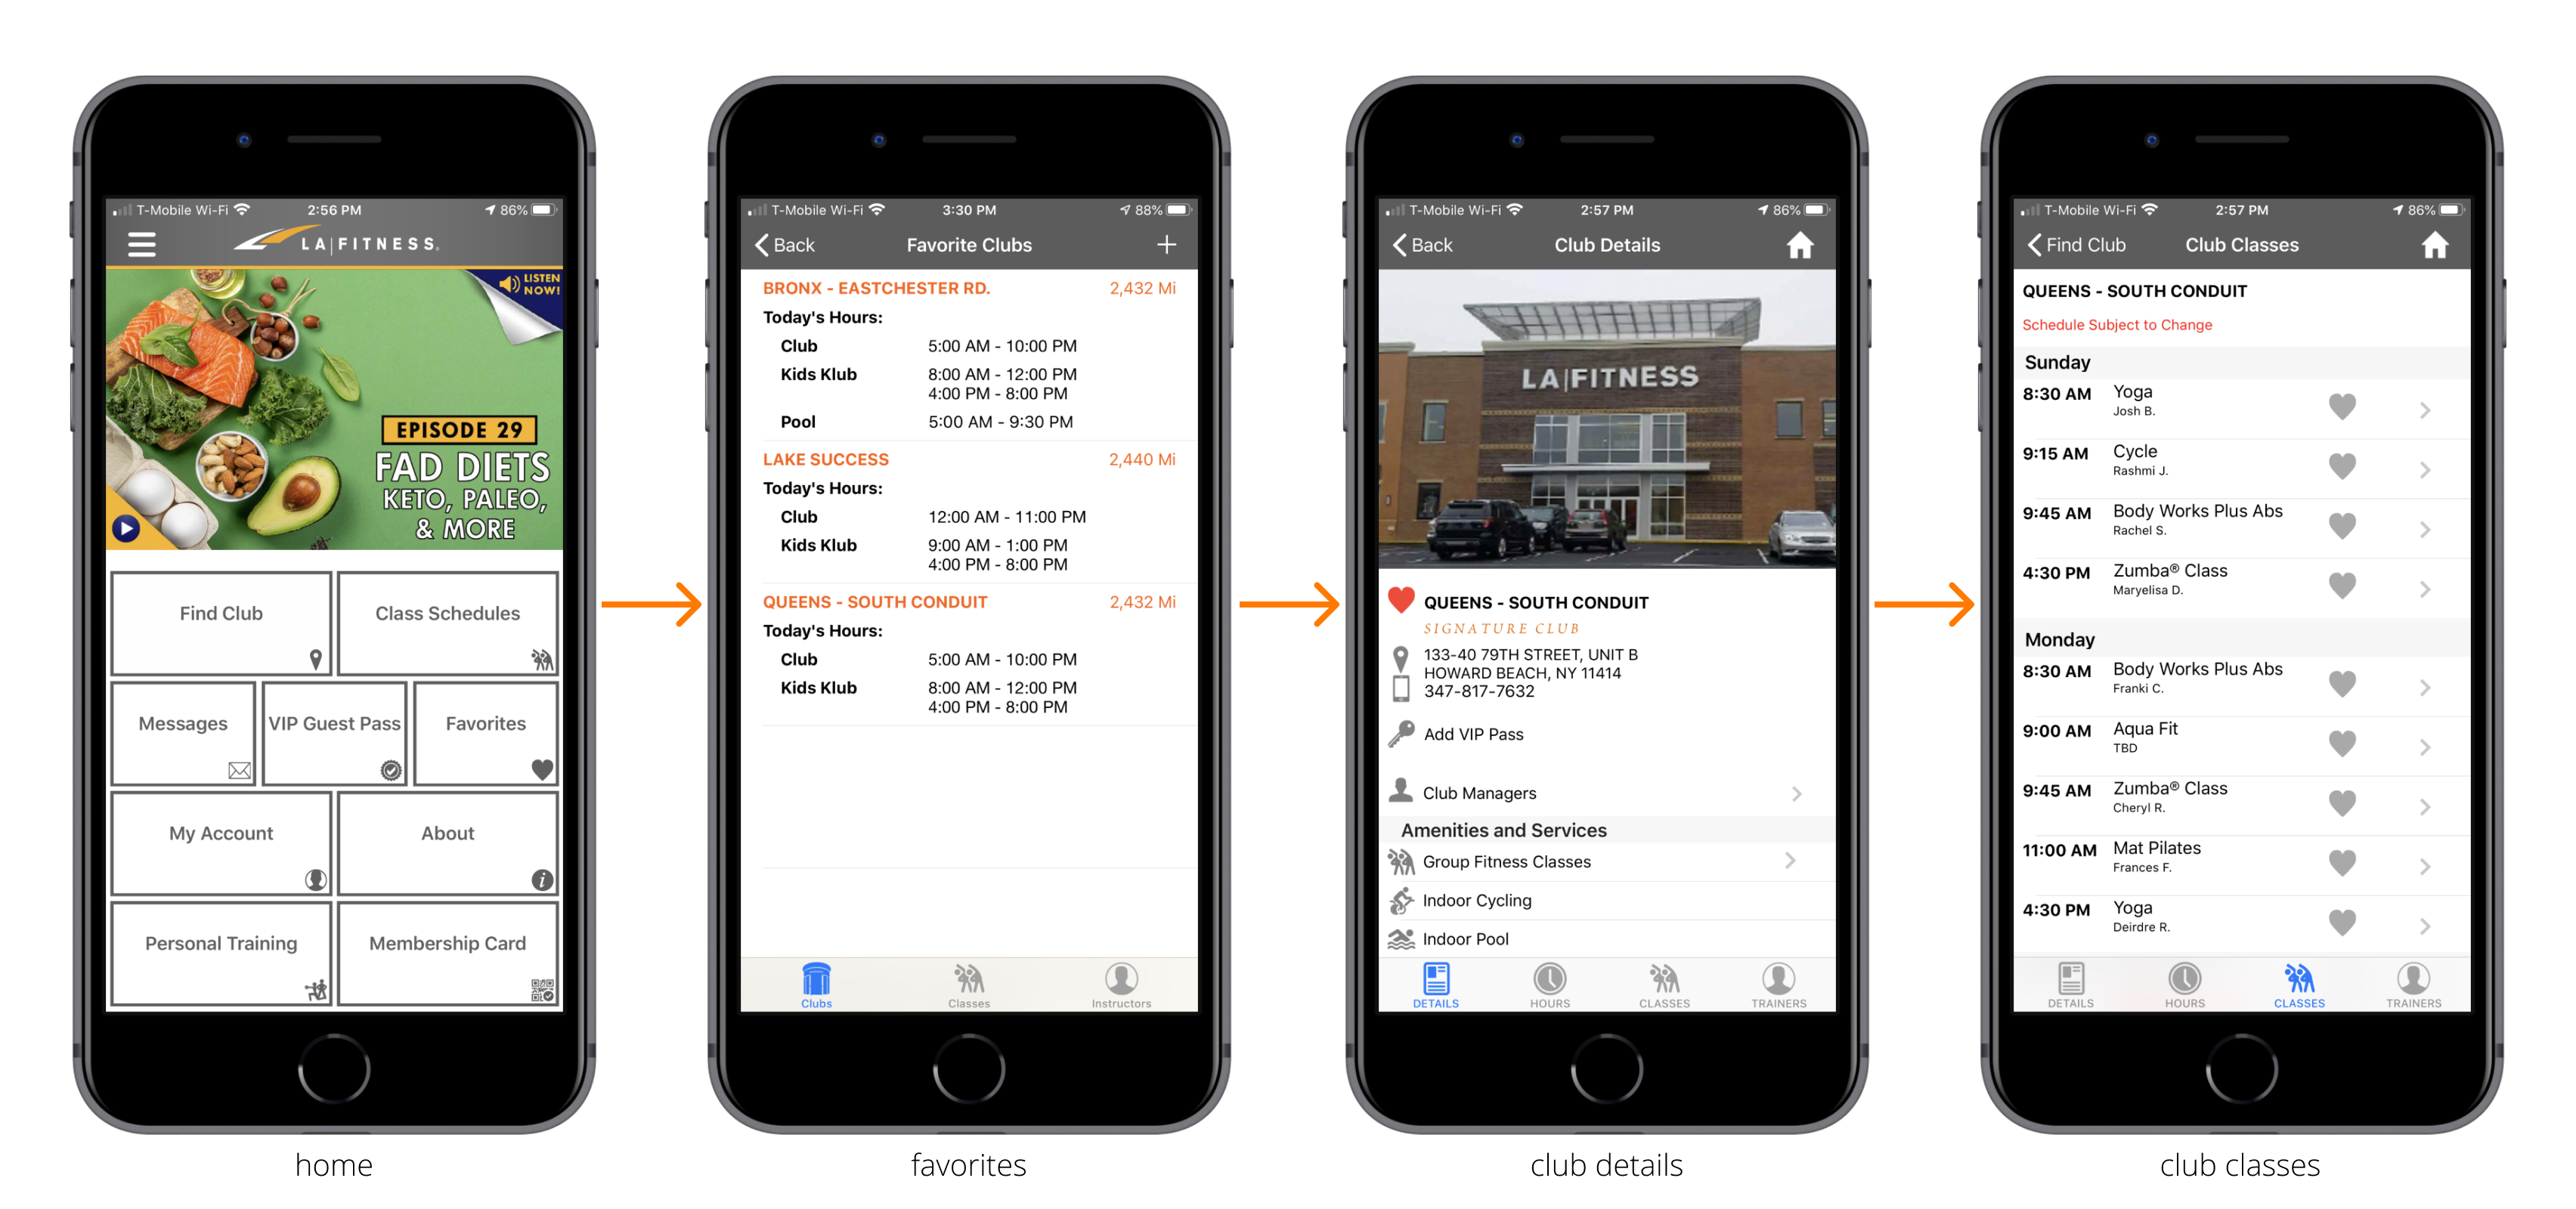 T-Mobile Wi-Fi 2:56 PM 86%
LA|FITNESS.
LISTEN
NOW!
EPISODE 29
FAD DIETS
KETO, PALEO,
& MORE
Find Club
Class Schedules
Messages
VIP Guest Pass
Favorites
My Account
About
Personal Training
Membership Card
home
T-Mobile Wi-Fi 3:30 PM 88%
Back Favorite Clubs +
BRONX - EASTCHESTER RD. 2,432 Mi
Today's Hours:
Club 5:00 AM - 10:00 PM
Kids Klub 8:00 AM - 12:00 PM
4:00 PM - 8:00 PM
Pool 5:00 AM - 9:30 PM
LAKE SUCCESS 2,440 Mi
Today's Hours:
Club 12:00 AM - 11:00 PM
Kids Klub 9:00 AM - 1:00 PM
4:00 PM - 8:00 PM
QUEENS - SOUTH CONDUIT 2,432 Mi
Today's Hours:
Club 5:00 AM - 10:00 PM
Kids Klub 8:00 AM - 12:00 PM
4:00 PM - 8:00 PM
Clubs Classes Instructors
favorites
T-Mobile Wi-Fi 2:57 PM 86%
Back Club Details
LA|FITNESS
QUEENS - SOUTH CONDUIT
SIGNATURE CLUB
133-40 79TH STREET, UNIT B
HOWARD BEACH, NY 11414
347-817-7632
Add VIP Pass
Club Managers
Amenities and Services
Group Fitness Classes
Indoor Cycling
Indoor Pool
DETAILS HOURS CLASSES TRAINERS
club details
T-Mobile Wi-Fi 2:57 PM 86%
Find Club Club Classes
QUEENS - SOUTH CONDUIT
Schedule Subject to Change
Sunday
8:30 AM Yoga
Josh B.
9:15 AM Cycle
Rashmi J.
9:45 AM Body Works Plus Abs
Rachel S.
4:30 PM Zumba® Class
Maryelisa D.
Monday
8:30 AM Body Works Plus Abs
Franki C.
9:00 AM Aqua Fit
TBD
9:45 AM Zumba® Class
Cheryl R.
11:00 AM Mat Pilates
Frances F.
4:30 PM Yoga
Deirdre R.
DETAILS HOURS CLASSES TRAINERS
club classes